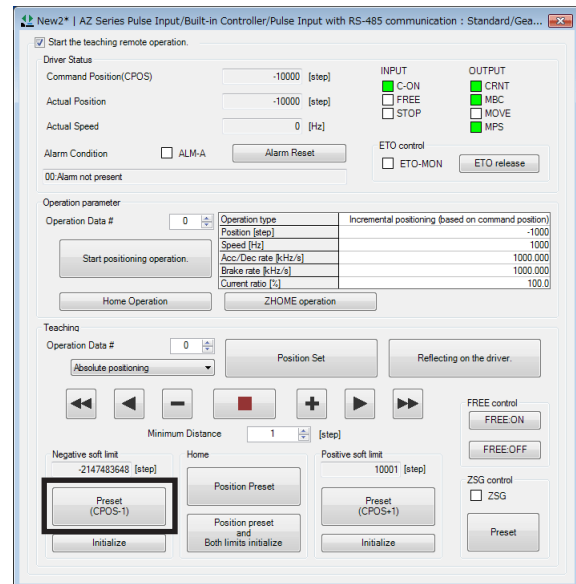 New2* | AZ Series Pulse Input/Built-in Controller/Pulse Input with RS-485 communication : Standard/Gea...
Start the teaching remote operation.
Driver Status
Command Position(CPOS) -10000 [step]
Actual Position -10000 [step]
Actual Speed 0 [Hz]
INPUT
C-ON
FREE
STOP
OUTPUT
CRNT
MBC
MOVE
MPS
Alarm Condition ALM-A Alarm Reset
00:Alarm not present
ETO control
ETO-MON ETO release
Operation parameter
Operation Data # 0
Start positioning operation.
Operation type Incremental positioning (based on command position)
Position [step] -1000
Speed [Hz] 1000
Acc/Dec rate [kHz/s] 1000.000
Brake rate [kHz/s] 1000.000
Current ratio [%] 100.0
Home Operation ZHOME operation
Teaching
Operation Data # 0
Absolute positioning
Position Set
Reflecting on the driver.
Minimum Distance 1 [step]
FREE control
FREE:ON
FREE:OFF
Negative soft limit
-2147483648 [step]
Preset
(CPOS-1)
Initialize
Home
Position Preset
Position preset
and
Both limits initialize
Positive soft limit
10001 [step]
Preset
(CPOS+1)
Initialize
ZSG control
ZSG
Preset